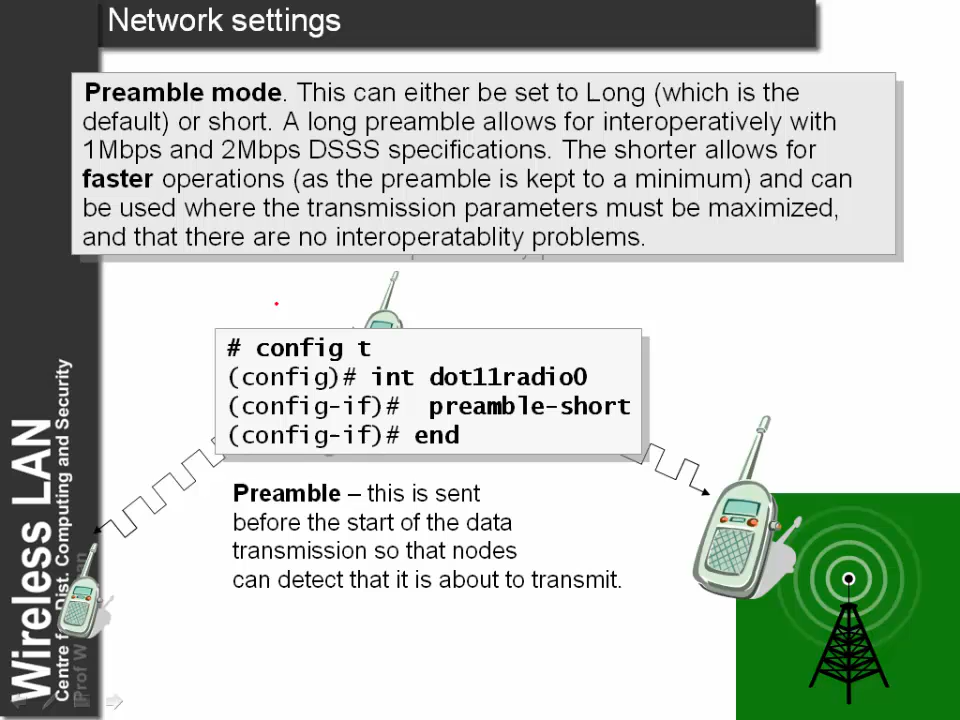 Network settings
Preamble mode. This can either be set to Long (which is the
default) or short. A long preamble allows for interoperatively with
1Mbps and 2Mbps DSSS specifications. The shorter allows for
faster operations (as the preamble is kept to a minimum) and can
be used where the transmission parameters must be maximized,
and that there are no interoperatablity problems.
# config t
(config)# int dot11radio0
(config-if)# preamble-short
(config-if)# end
Preamble – this is sent
before the start of the data
transmission so that nodes
can detect that it is about to transmit.
Wireless LAN
Centre for Dist. Computing and Security
Prof W